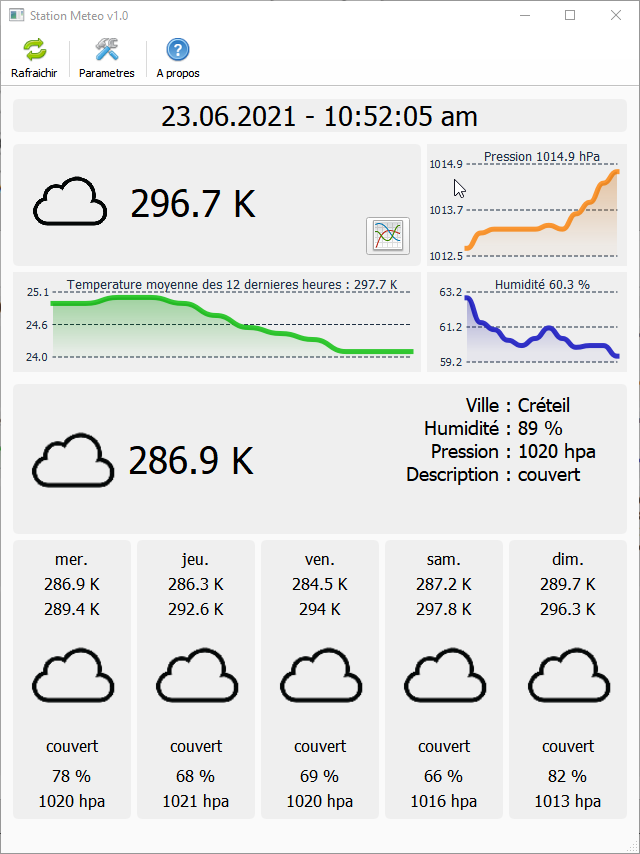 Station Meteo v1.0
Rafraichir
Parametres
A propos
23.06.2021 - 10:52:05 am
296.7 K
Pression 1014.9 hPa
1014.9
1013.7
1012.5
Temperature moyenne des 12 dernieres heures : 297.7 K
25.1
24.6
24.0
Humidité 60.3 %
63.2
61.2
59.2
286.9 K
Ville : Créteil
Humidité : 89 %
Pression : 1020 hpa
Description : couvert
mer. jeu. ven. sam. dim.
286.9 K 286.3 K 284.5 K 287.2 K 289.7 K
289.4 K 292.6 K 294 K 297.8 K 296.3 K
couvert couvert couvert couvert couvert
78 % 68 % 69 % 66 % 82 %
1020 hpa 1021 hpa 1020 hpa 1016 hpa 1013 hpa